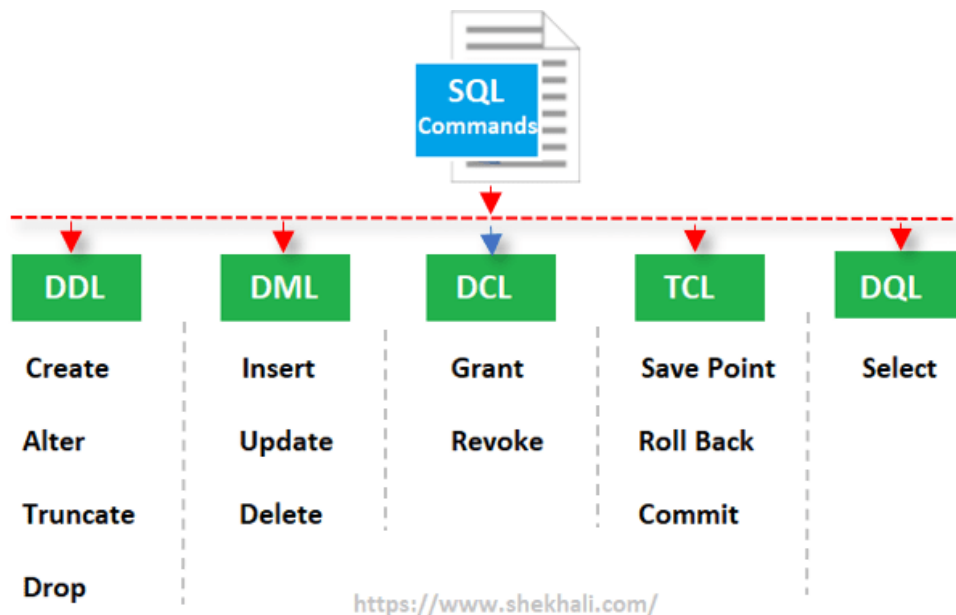 SQL
Commands
DDL
DML
DCL
TCL
DQL
Create
Insert
Grant
Save Point
Select
Alter
Update
Revoke
Roll Back
Truncate
Delete
Commit
Drop
https://www.shekhali.com/